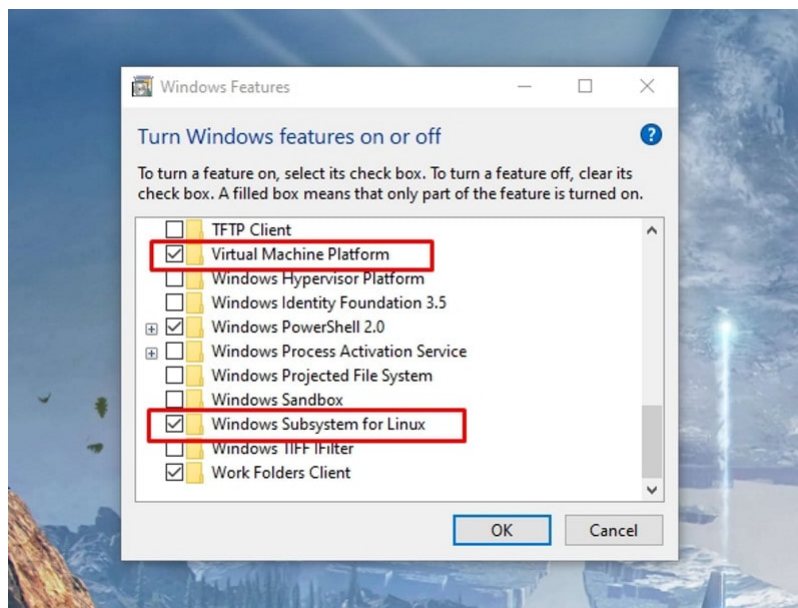 Windows Features
Turn Windows features on or off
To turn a feature on, select its check box. To turn a feature off, clear its
check box. A filled box means that only part of the feature is turned on.
TFTP Client
Virtual Machine Platform
Windows Hypervisor Platform
Windows Identity Foundation 3.5
Windows PowerShell 2.0
Windows Process Activation Service
Windows Projected File System
Windows Sandbox
Windows Subsystem for Linux
Windows TIFF IFilter
Work Folders Client
OK
Cancel